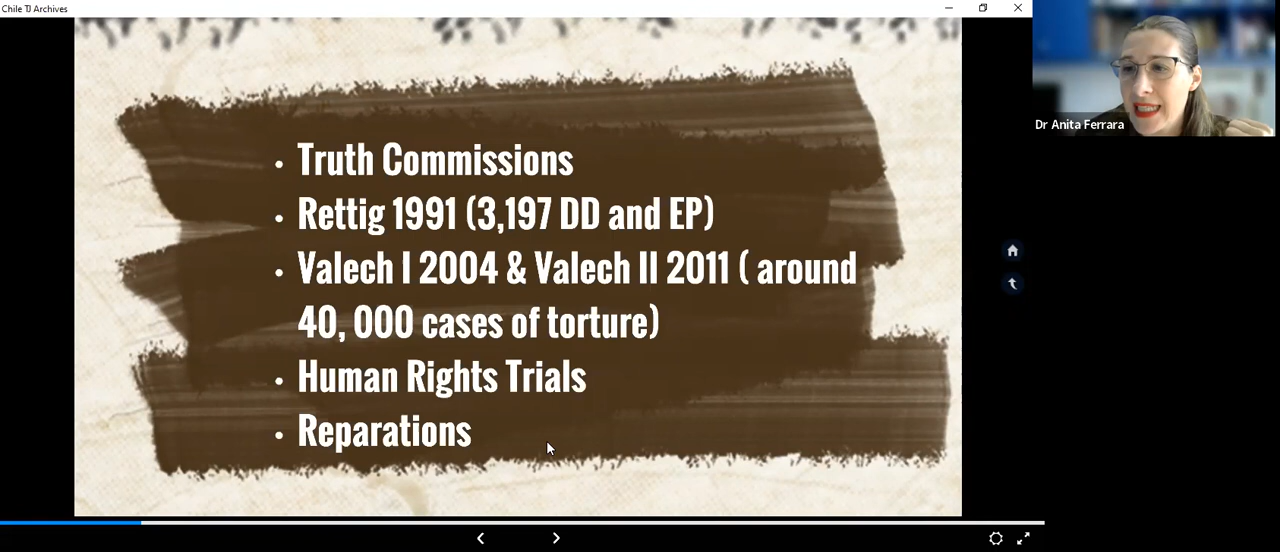 Chile TJ Archives
Dr Anita Ferrara
• Truth Commissions
• Rettig 1991 (3,197 DD and EP)
• Valech I 2004 & Valech II 2011 ( around
40, 000 cases of torture)
• Human Rights Trials
• Reparations